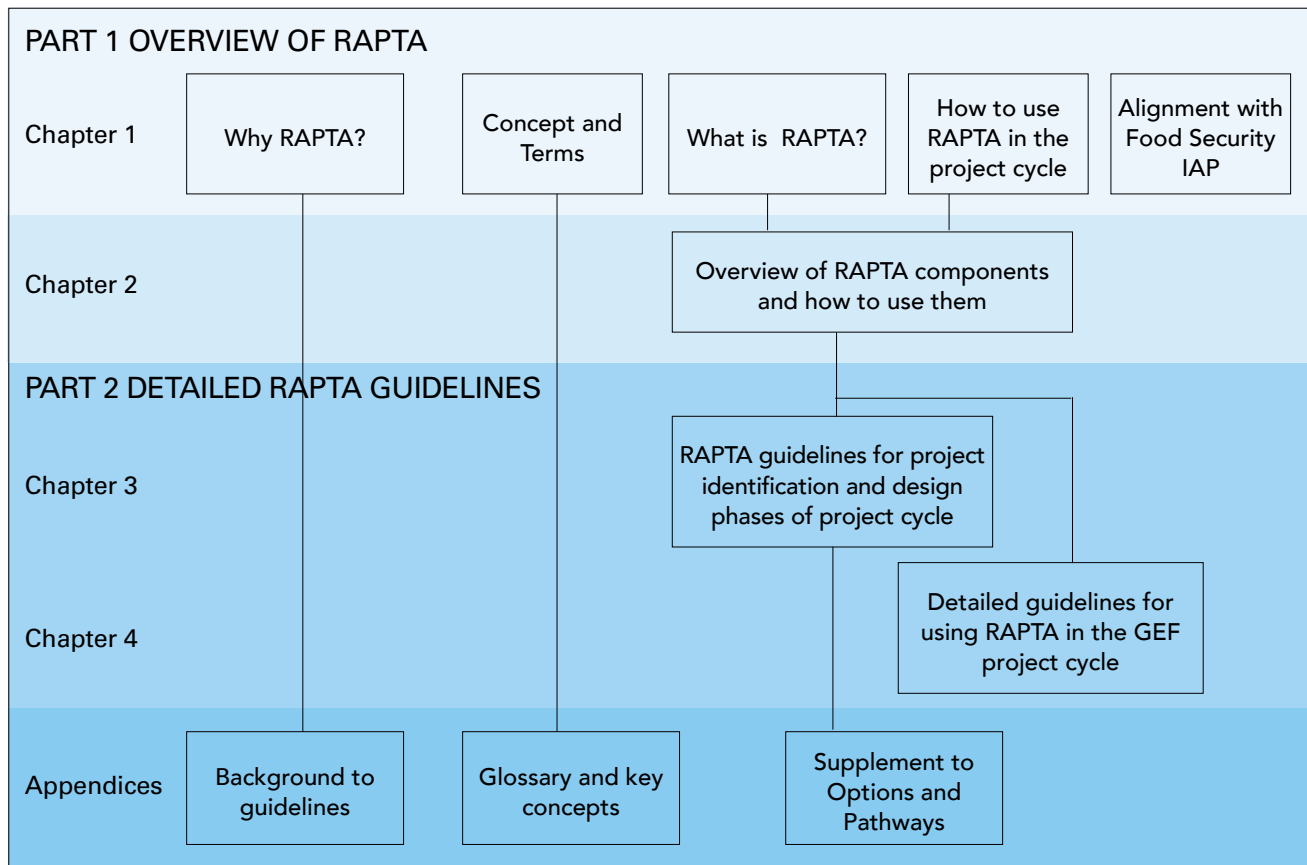 PART 1 OVERVIEW OF RAPTA
Chapter 1
Why RAPTA?
Concept and
Terms
What is RAPTA?
How to use
RAPTA in the
project cycle
Alignment with
Food Security
IAP
Chapter 2
Overview of RAPTA components
and how to use them
PART 2 DETAILED RAPTA GUIDELINES
Chapter 3
RAPTA guidelines for project
identification and design
phases of project cycle
Chapter 4
Detailed guidelines for
using RAPTA in the GEF
project cycle
Appendices
Background to
guidelines
Glossary and key
concepts
Supplement to
Options and
Pathways